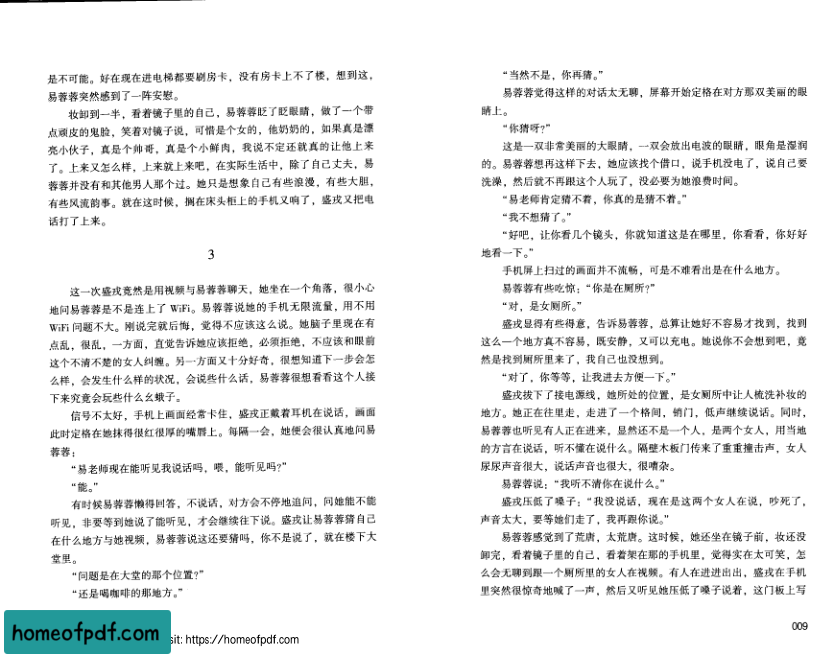 是不可能。好在现在进电梯都要刷房卡，没有房卡上不了楼，想到这，
易蓉蓉突然感到了一阵安慰。
妆卸到一半，看着镜子里的自己，易蓉蓉眨了眨眼睛，做了一个带
点顽皮的鬼脸，笑着对镜子说，可惜是个女的，他奶奶的，如果真是漂
亮小伙子，真是个帅哥，真是个小鲜肉，我说不定还就真的让他上来
了。上来又怎么样，上来就上来吧，在实际生活中，除了自己丈夫，易
蓉蓉并没有和其他男人那个过。她只是想象自己有些浪漫，有些大胆，
有些风流韵事。就在这时候，搁在床头柜上的手机又响了，盛戎又把电
话打了上来。
3
这一次盛戎竟然是用视频与易蓉蓉聊天，她坐在一个角落，很小心
地问易蓉蓉是不是连上了 WiFi。易蓉蓉说她的手机无限流量，用不用
WiFi 问题不大。刚说完就后悔，觉得不应该这么说。她脑子里现在有
点乱，很乱，一方面，直觉告诉她应该拒绝，必须拒绝，不应该和眼前
这个不清不楚的女人纠缠。另一方面又十分好奇，很想知道下一步会怎
么样，会发生什么样的状况，会说些什么话，易蓉蓉很想看看这个人接
下来究竟会玩些什么幺蛾子。
信号不太好，手机上画面经常卡住，盛戎正戴着耳机在说话，画面
此时定格在她抹得很红很厚的嘴唇上。每隔一会，她便会很认真地问易
蓉蓉：
“易老师现在能听见我说话吗，喂，能听见吗？”
“能。”
有时候易蓉蓉懒得回答，不说话，对方会不停地追问，问她能不能
听见，非要等到她说了能听见，才会继续往下说。盛戎让易蓉蓉猜自己
在什么地方与她视频，易蓉蓉说这还要猜吗，你不是说了，就在楼下大
堂里。
“问题是在大堂的那个位置？”
“还是喝咖啡的那地方。”
“当然不是，你再猜。”
易蓉蓉觉得这样的对话太无聊，屏幕开始定格在对方那双美丽的眼
睛上。
“你猜呀？”
这是一双非常美丽的大眼睛，一双会放出电波的眼睛，眼角是湿润
的。易蓉蓉想再这样下去，她应该找个借口，说手机没电了，说自己要
洗澡，然后就不再跟这个人玩了，没必要为她浪费时间。
“易老师肯定猜不着，你真的是猜不着。”
“我不想猜了。”
“好吧，让你看几个镜头，你就知道这是在哪里，你看看，你好好
地看一下。”
手机屏上扫过的画面并不流畅，可是不难看出是在什么地方。
易蓉蓉有些吃惊：“你是在厕所？”
“对，是女厕所。”
盛戎显得有些得意，告诉易蓉蓉，总算让她好不容易才找到，找到
这么一个地方真不容易，既安静，又可以充电。她说你不会想到吧，竟
然是找到厕所里来了，我自己也没想到。
“对了，你等等，让我进去方便一下。”
盛戎拔下了接电源线，她所处的位置，是女厕所中让人梳洗补妆的
地方。她正在往里走，走进了一个格间，销门，低声继续说话。同时，
易蓉蓉也听见有人正在进来，显然还不是一个人，是两个女人，用当地
的方言在说话，听不懂在说什么。隔壁木板门传来了重重撞击声，女人
尿尿声音很大，说话声音也很大，很嘈杂。
易蓉蓉说：“我听不清你在说什么。”
盛戎压低了嗓子：“我没说话，现在是这两个女人在说，吵死了，
声音太大，要等她们走了，我再跟你说。”
易蓉蓉感觉到了荒唐，太荒唐。这时候，她还坐在镜子前，妆还没
卸完，看着镜子里的自己，看着架在那的手机里，觉得实在太可笑，怎
么会无聊到跟一个厕所里的女人在视频。有人在进进出出，盛戎在手机
里突然很惊奇地喊了一声，然后又听见她压低了嗓子说着，这门板上写
009
homeofpdf.com
sit: https://homeofpdf.com